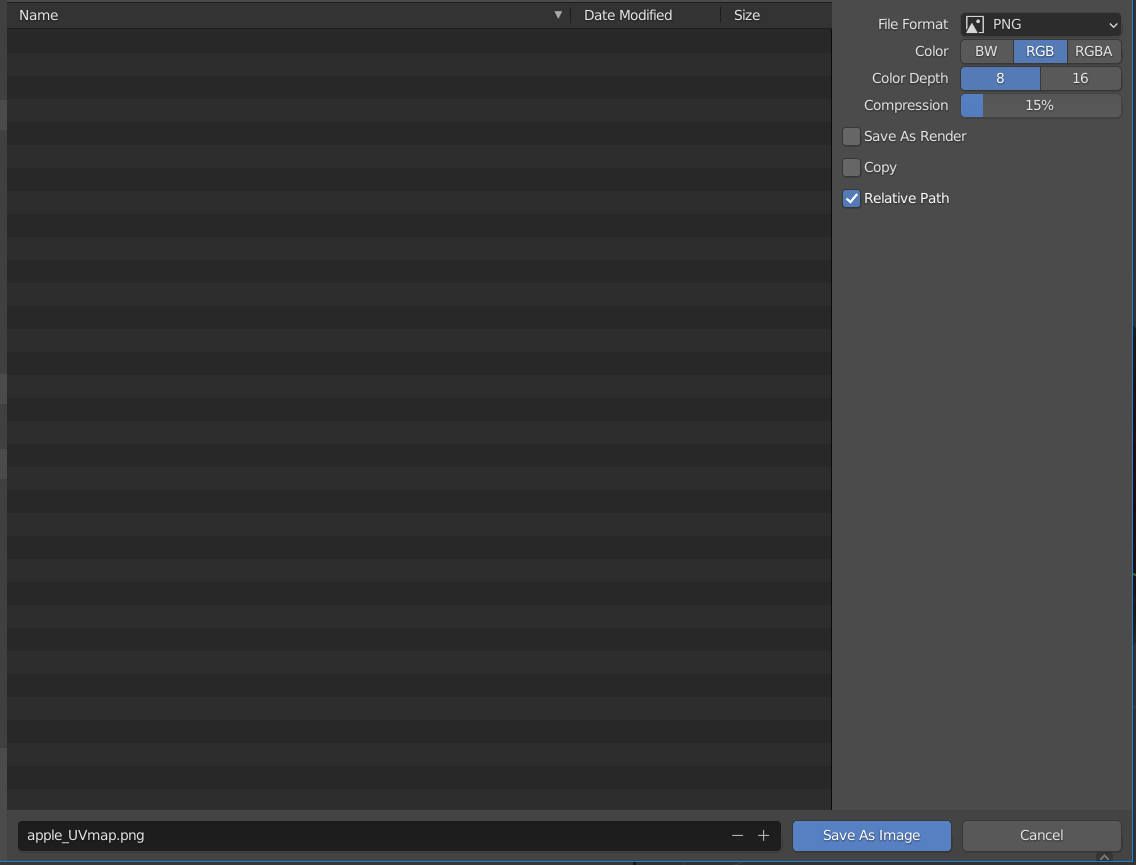 Name Date Modified Size
File Format PNG
Color BW RGB RGBA
Color Depth 8 16
Compression 15%
Save As Render
Copy
Relative Path
apple_UVmap.png
Save As Image
Cancel